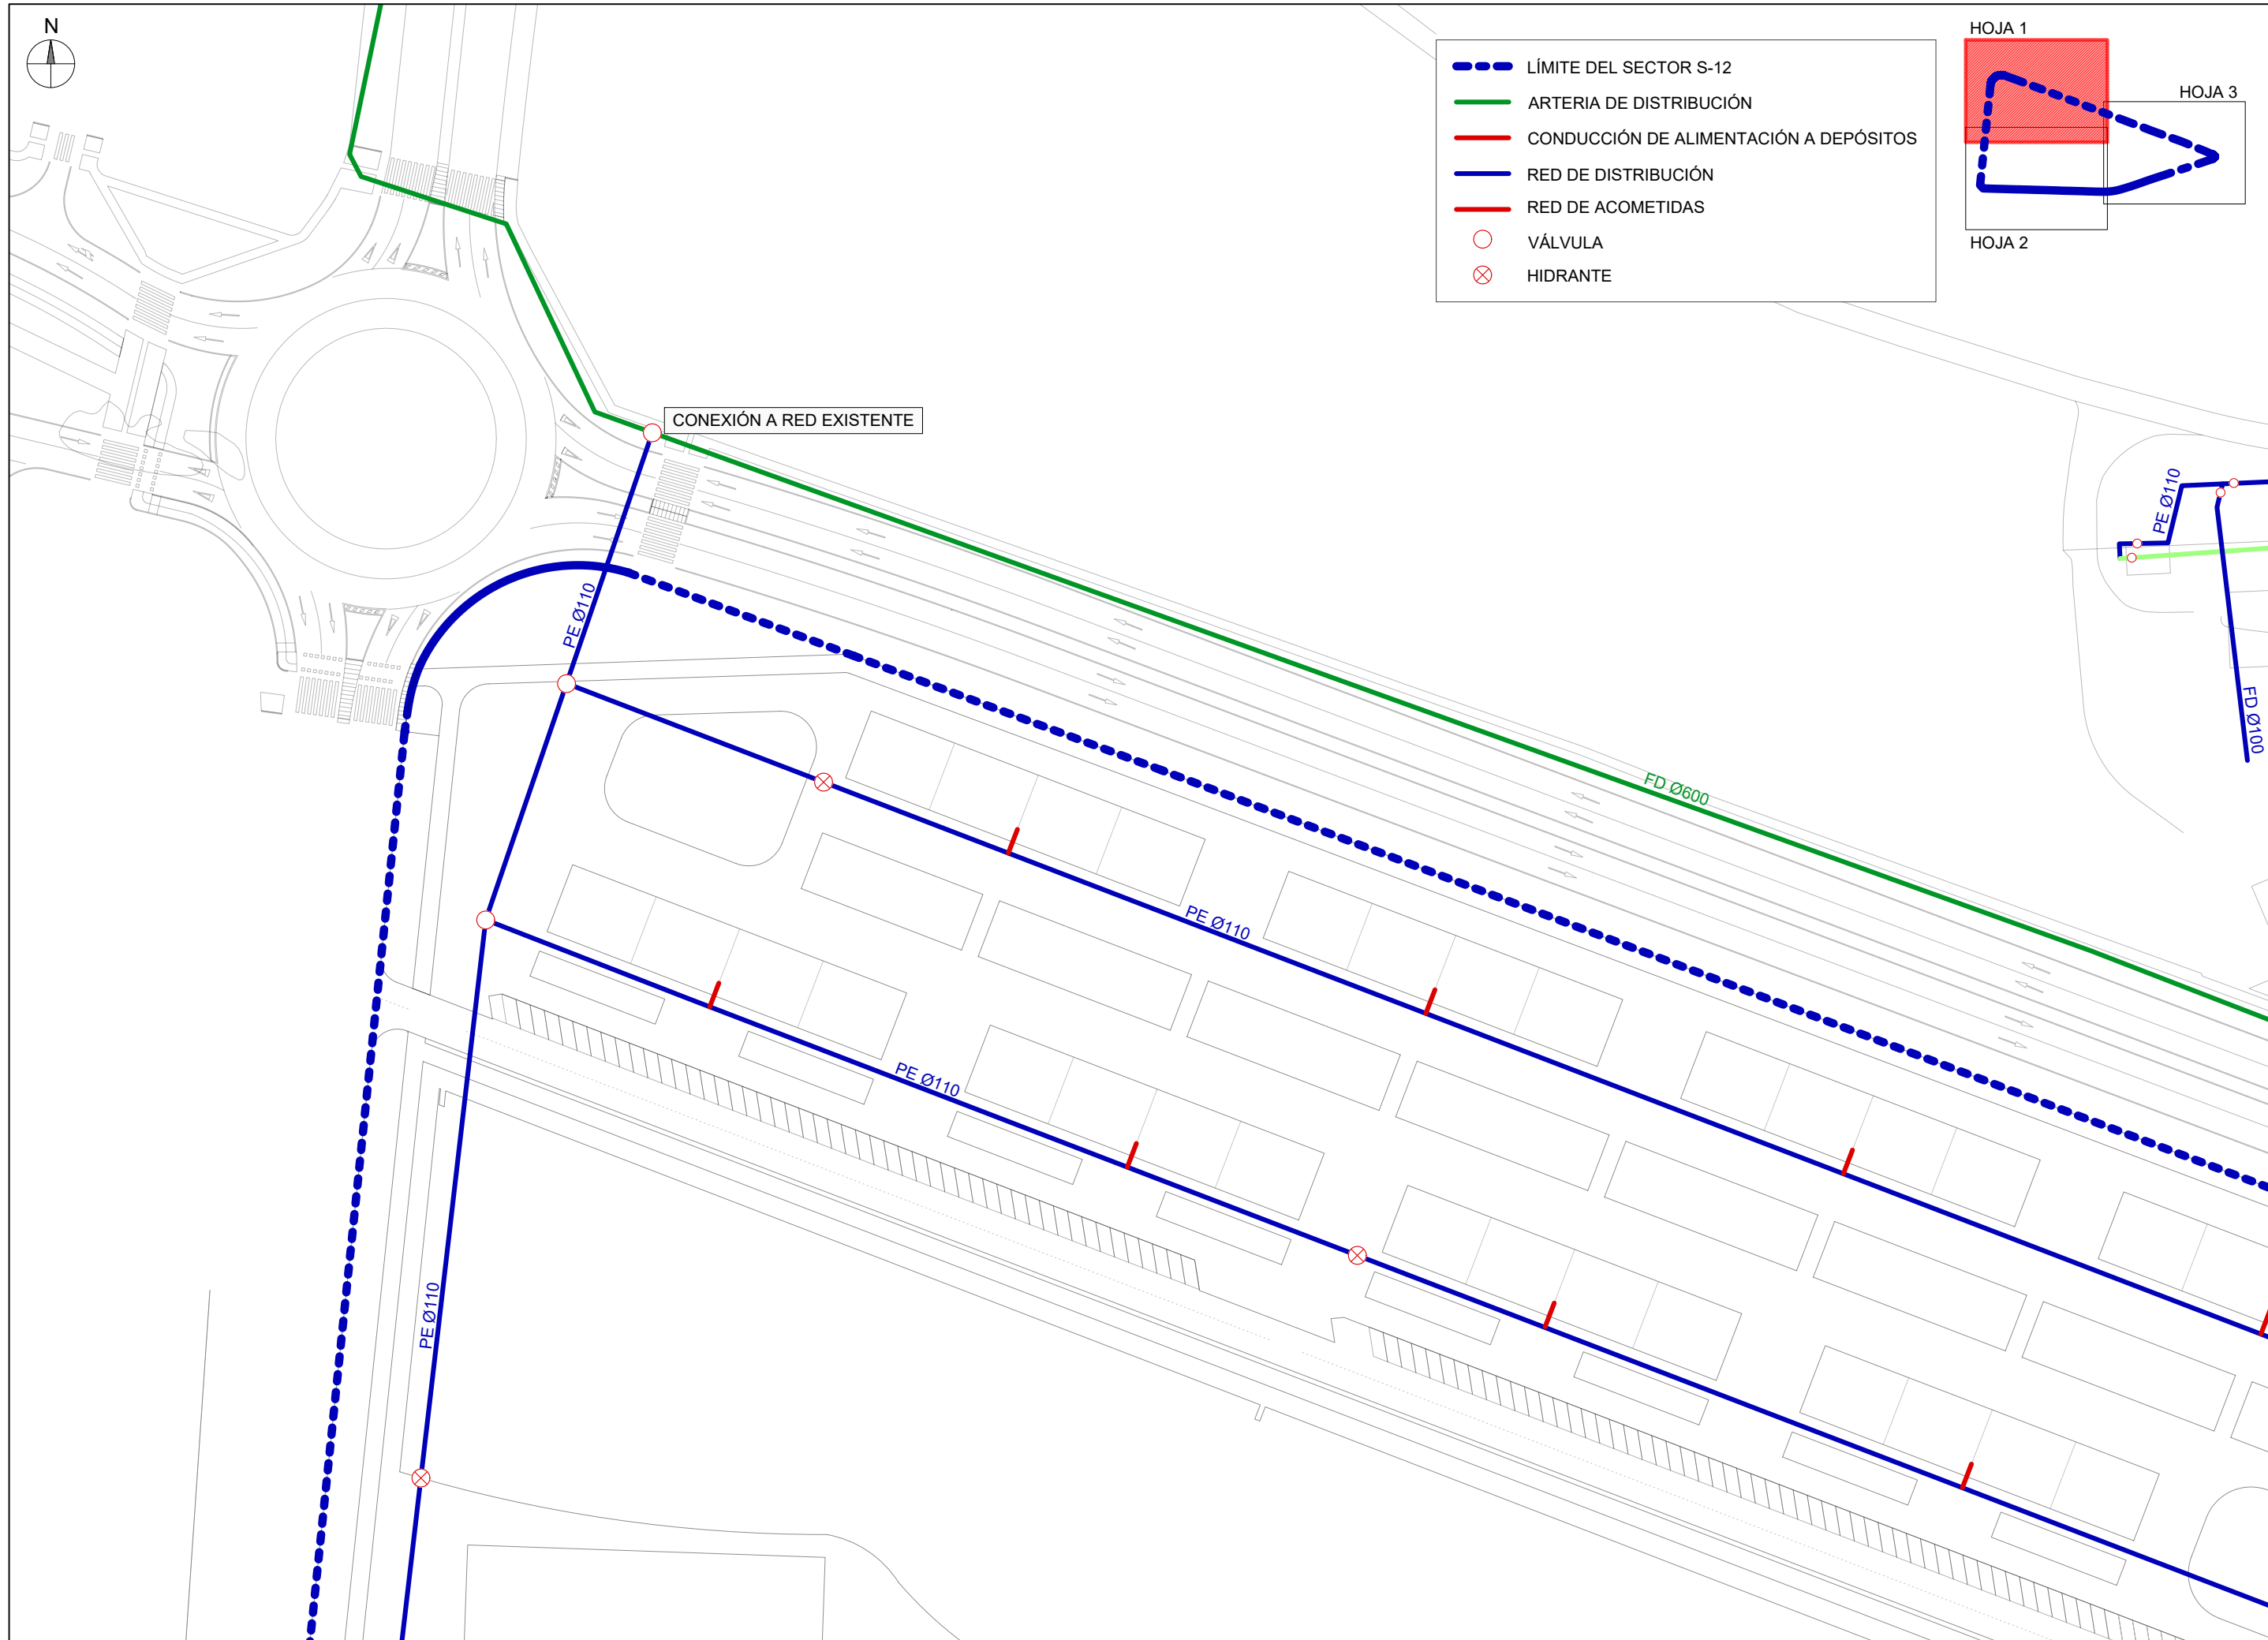 N
HOJA 1
LÍMITE DEL SECTOR S-12
HOJA 3
ARTERIA DE DISTRIBUCIÓN
CONDUCCIÓN DE ALIMENTACIÓN A DEPÓSITOS
RED DE DISTRIBUCIÓN
RED DE ACOMETIDAS
VÁLVULA
HOJA 2
HIDRANTE
CONEXIÓN A RED EXISTENTE
PE Ø110
PE Ø110
FD Ø100
FD Ø600
PE Ø110
PE Ø110
PE Ø110